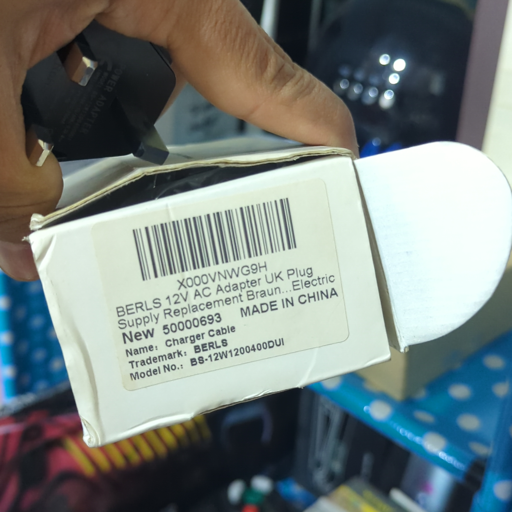 X000VNWG9H
BERLS 12V AC Adapter UK Plug
Supply Replacement Braun...Electric
New 50000693 MADE IN CHINA
Name: Charger Cable
Trademark: BERLS
Model No.: BS-12W1200400DUI